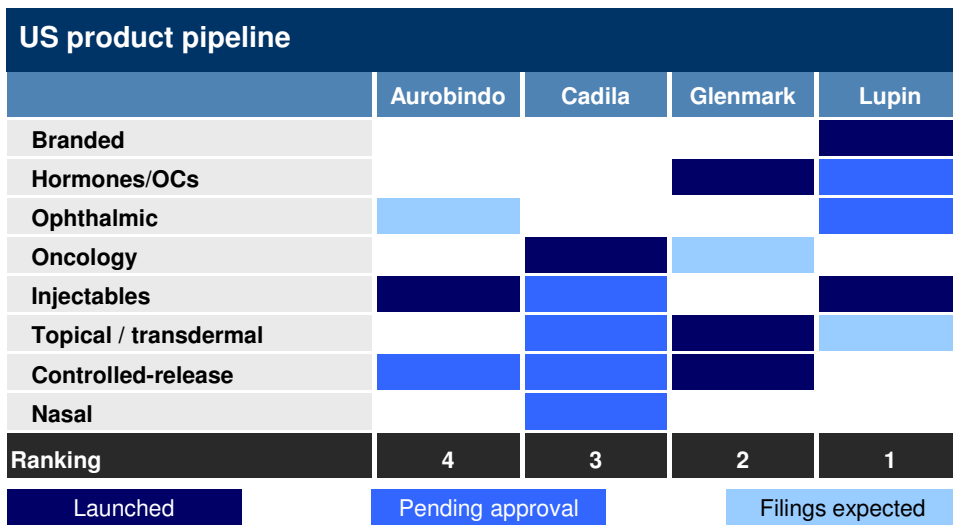 US product pipeline
Aurobindo Cadila Glenmark Lupin
Branded
Hormones/OCs
Ophthalmic
Oncology
Injectables
Topical / transdermal
Controlled-release
Nasal
Ranking 4 3 2 1
Launched Pending approval Filings expected